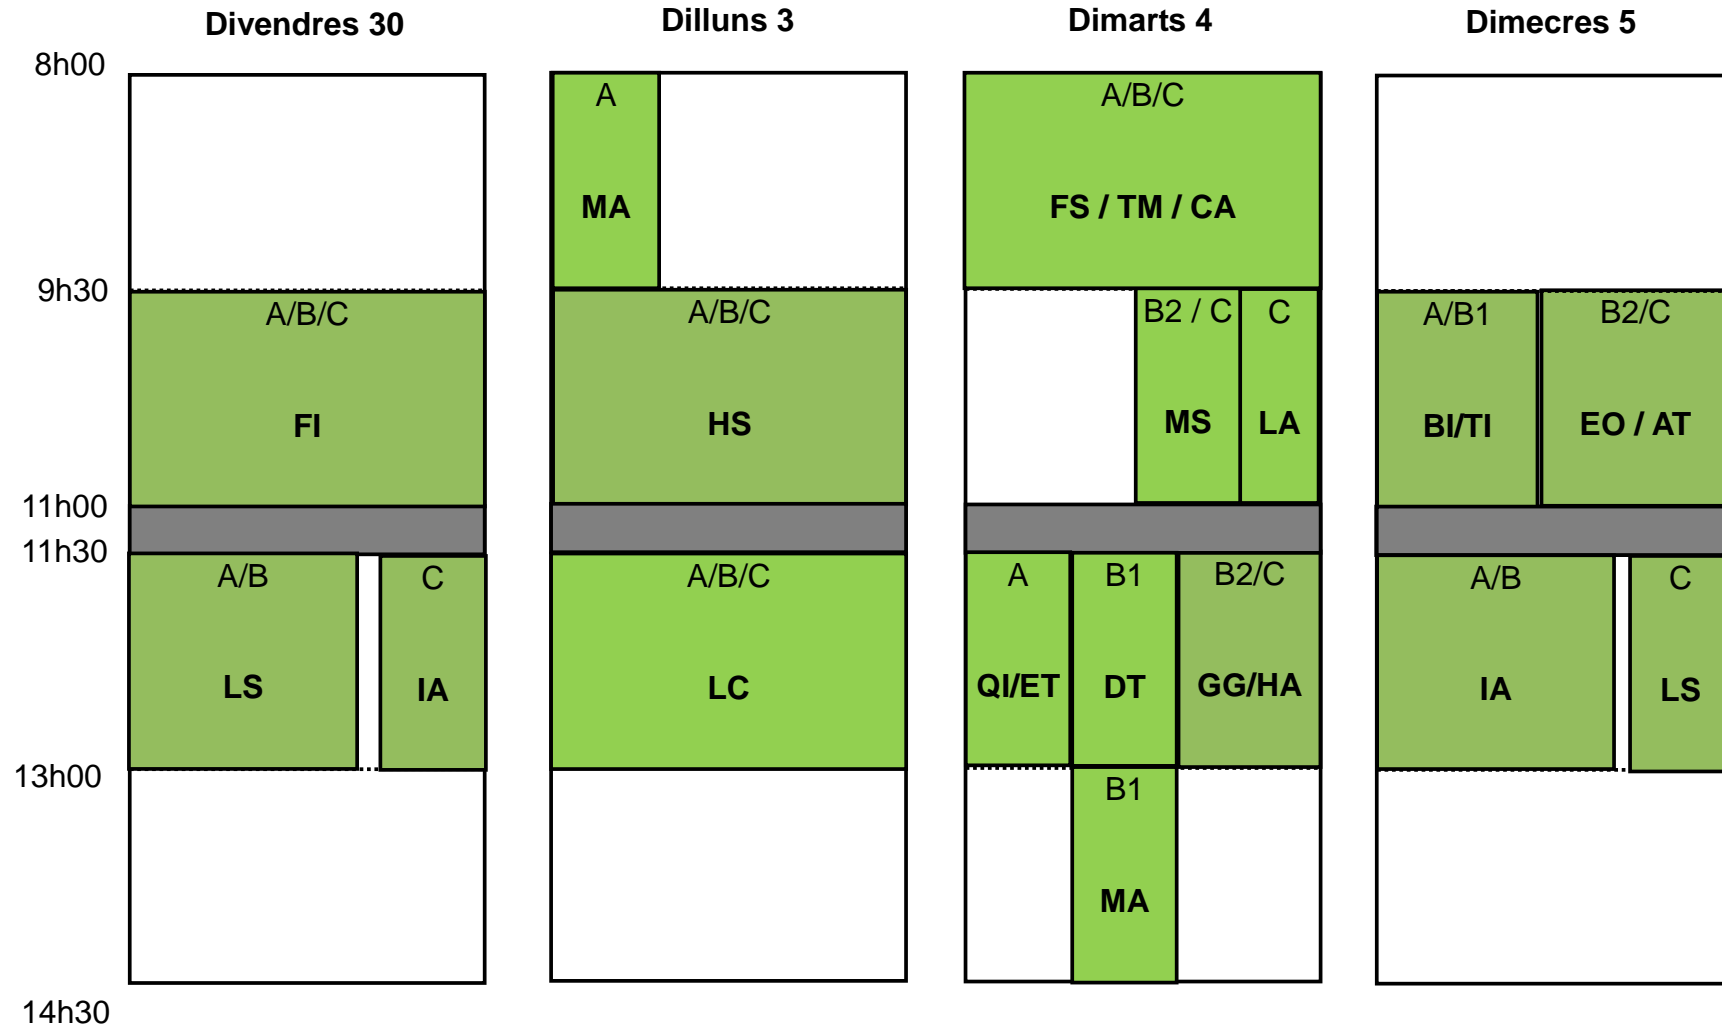 Divendres 30
Dilluns 3
Dimarts 4
Dimecres 5
8h00
A
A/B/C
MA
FS / TM / CA
9h30
A/B/C
A/B/C
B2 / C
C
A/B1
B2/C
FI
HS
MS
LA
BI/TI
EO / AT
11h00
11h30
A/B
C
A/B/C
A
B1
B2/C
A/B
C
LS
IA
LC
QI/ET
DT
GG/HA
IA
LS
13h00
B1
MA
14h30